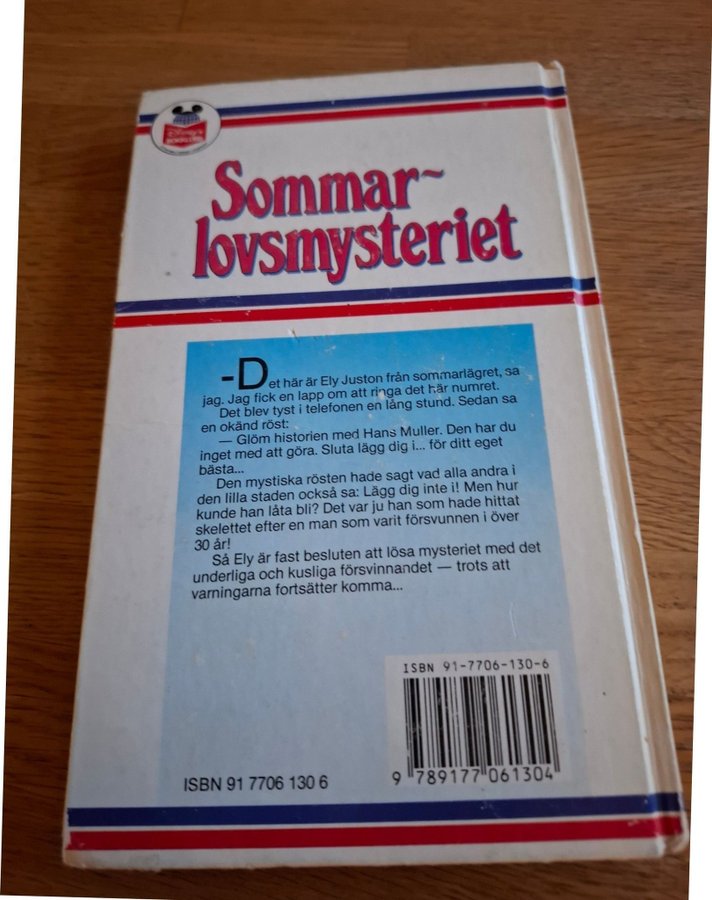 Disney's
Sommar~
lovsmysteriet
-Det här är Ely Juston från sommarlägret, sa
jag. Jag fick en lapp om att ringa det här numret.
Det blev tyst i telefonen en lång stund. Sedan sa
en okänd röst:
— Glöm historien med Hans Muller. Den har du
inget med att göra. Sluta lägg dig i... för ditt eget
bästa...
Den mystiska rösten hade sagt vad alla andra i
den lilla staden också sa: Lägg dig inte i! Men hur
kunde han låta bli? Det var ju han som hade hittat
skelettet efter en man som varit försvunnen i över
30 år!
Så Ely är fast besluten att lösa mysteriet med det
underliga och kusliga försvinnandet — trots att
varningarna fortsätter komma...
ISBN 91-7706-130-6
ISBN 91 7706 130 6
9 789177 061304